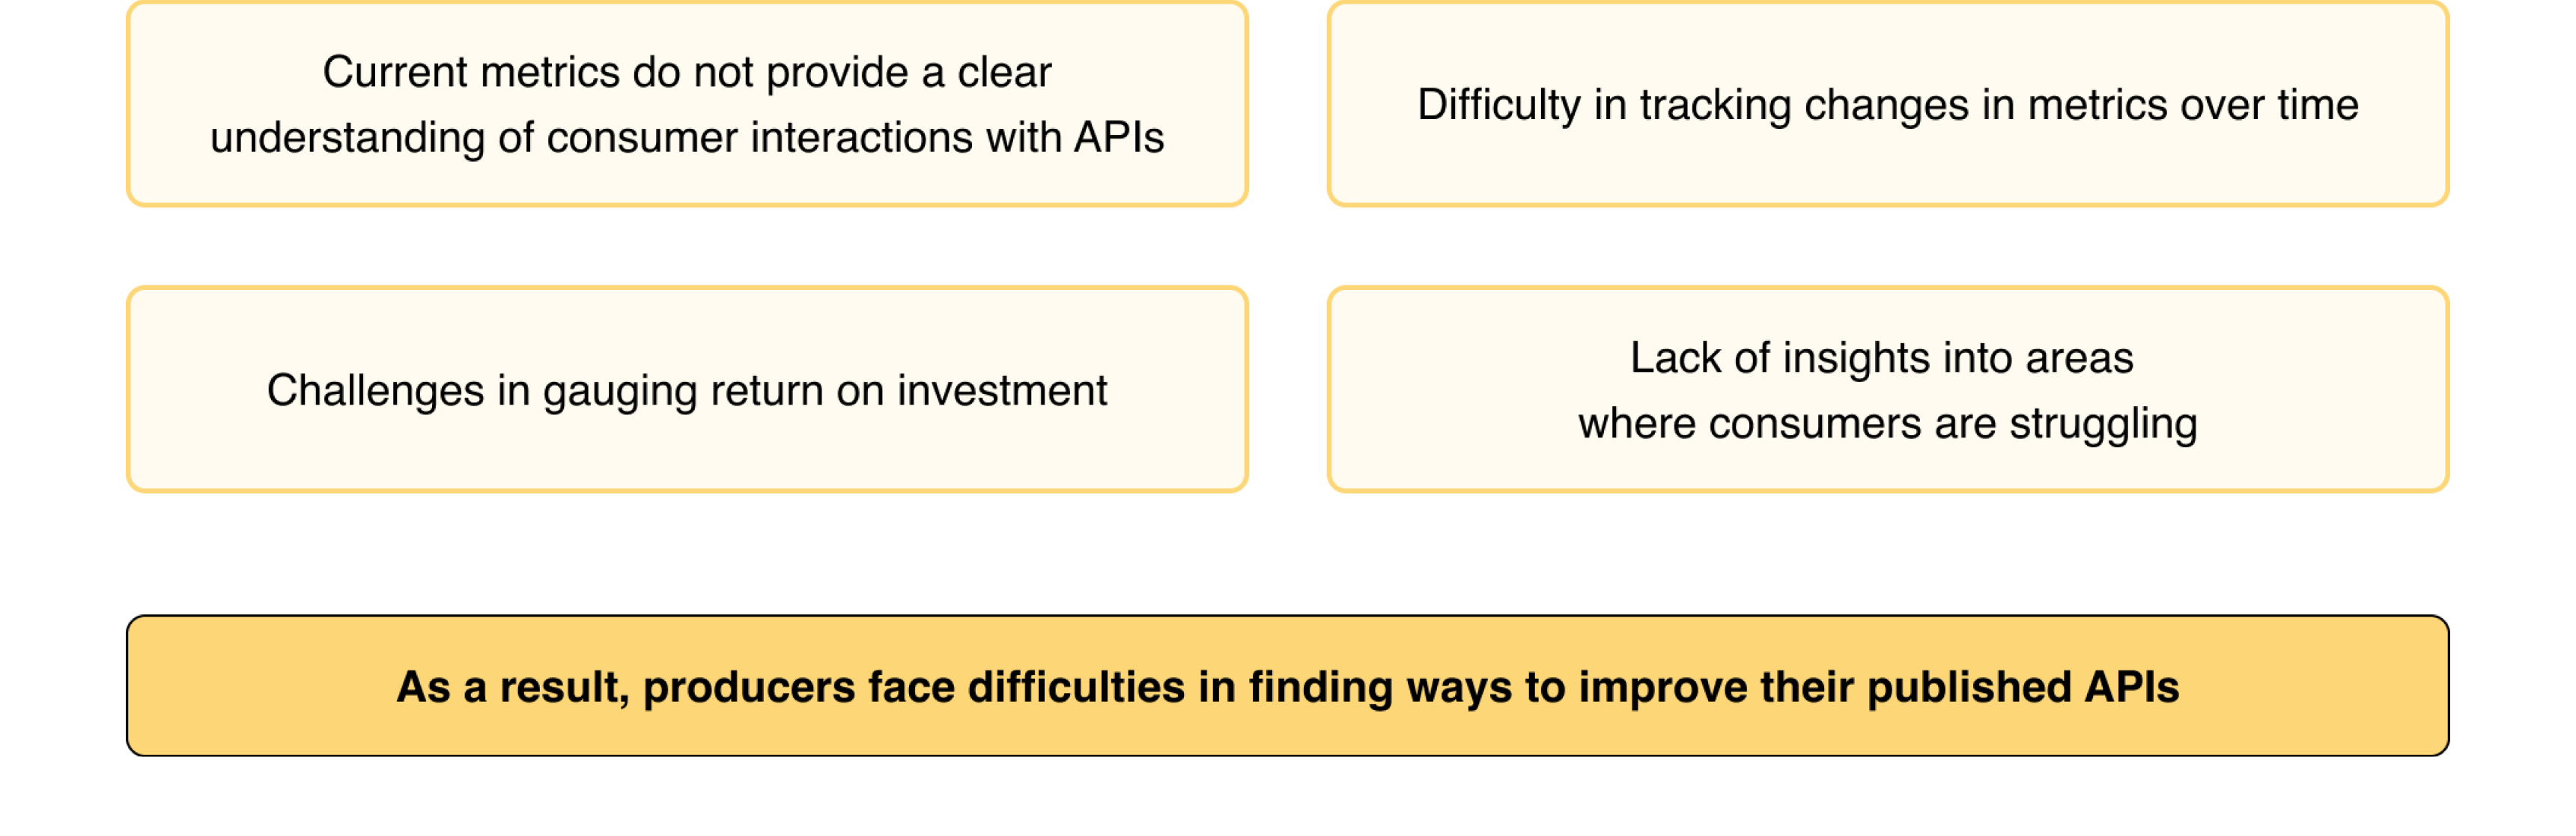 Current metrics do not provide a clear
understanding of consumer interactions with APIs
Difficulty in tracking changes in metrics over time
Challenges in gauging return on investment
Lack of insights into areas
where consumers are struggling
As a result, producers face difficulties in finding ways to improve their published APIs